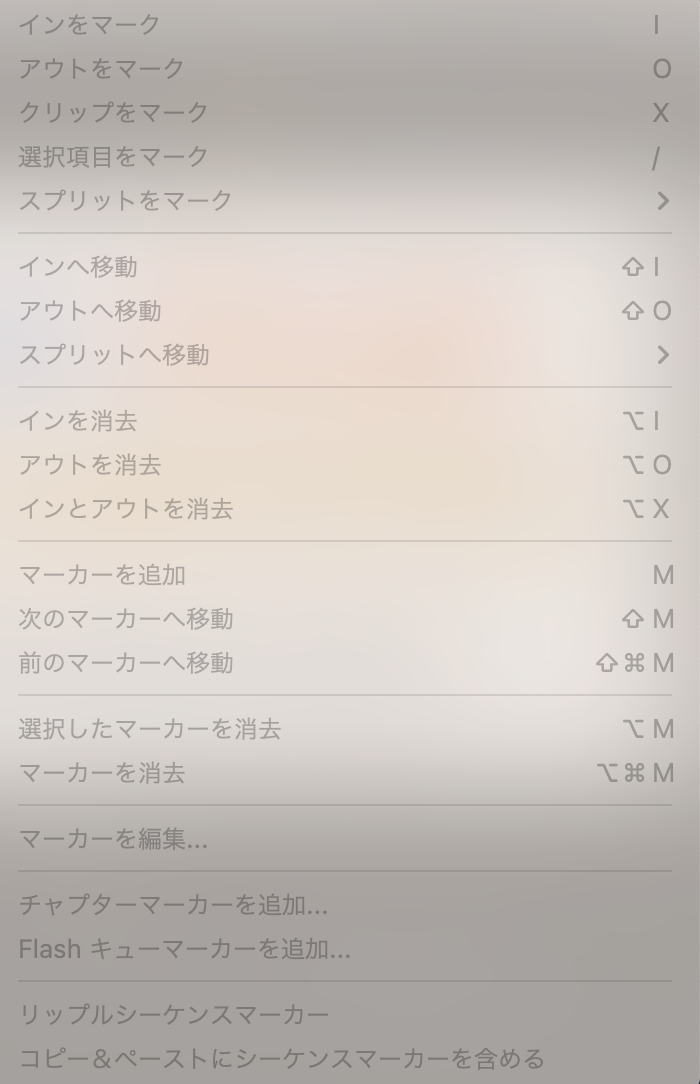 インをマーク I
アウトをマーク O
クリップをマーク X
選択項目をマーク /
スプリットをマーク >
インへ移動 ⇧ I
アウトへ移動 ⇧ O
スプリットへ移動 >
インを消去 ⌥ I
アウトを消去 ⌥ O
インとアウトを消去 ⌥ X
マーカーを追加 M
次のマーカーへ移動 ⇧ M
前のマーカーへ移動 ⇧⌘ M
選択したマーカーを消去 ⌥ M
マーカーを消去 ⌥⌘ M
マーカーを編集...
チャプターマーカーを追加...
Flash キューマーカーを追加...
リップルシーケンスマーカー
コピー＆ペーストにシーケンスマーカーを含める